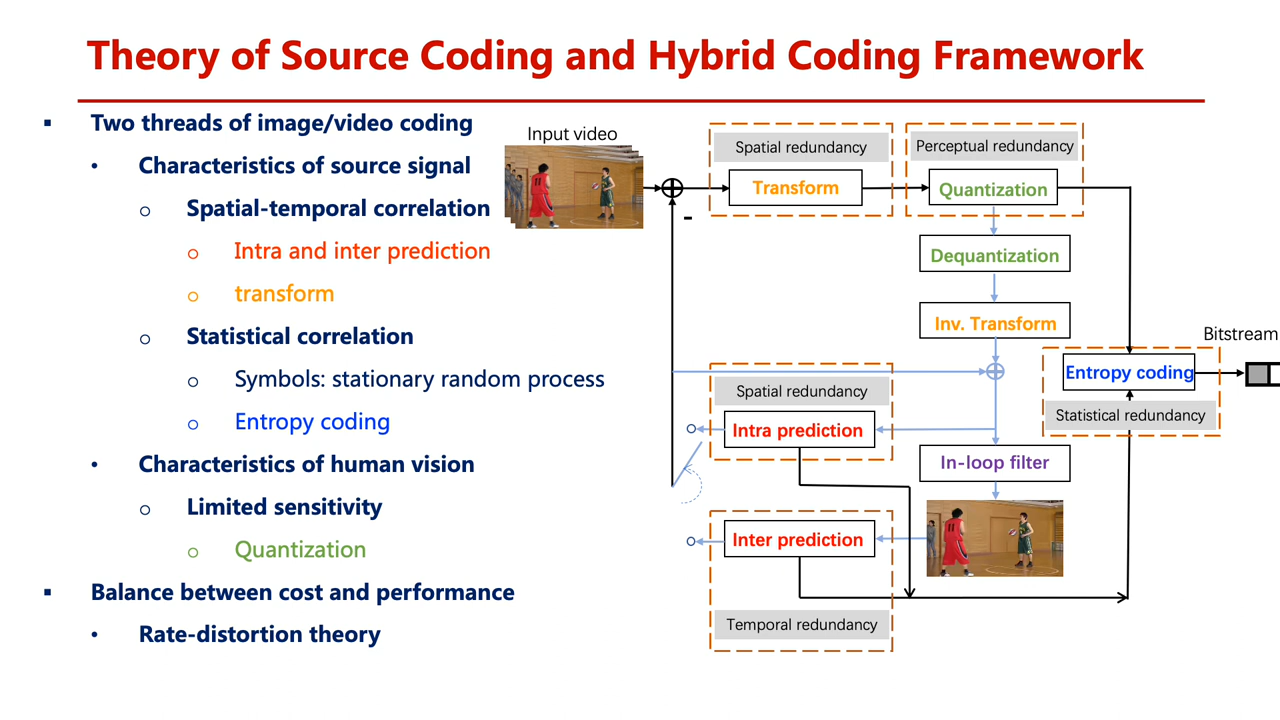 Theory of Source Coding and Hybrid Coding Framework
▪ Two threads of image/video coding
• Characteristics of source signal
o Spatial-temporal correlation
o Intra and inter prediction
o transform
o Statistical correlation
o Symbols: stationary random process
o Entropy coding
• Characteristics of human vision
o Limited sensitivity
o Quantization
▪ Balance between cost and performance
• Rate-distortion theory
Input video
Spatial redundancy
Transform
Perceptual redundancy
Quantization
-
Dequantization
Inv. Transform
Bitstream
Entropy coding
Statistical redundancy
Spatial redundancy
Intra prediction
In-loop filter
Inter prediction
Temporal redundancy